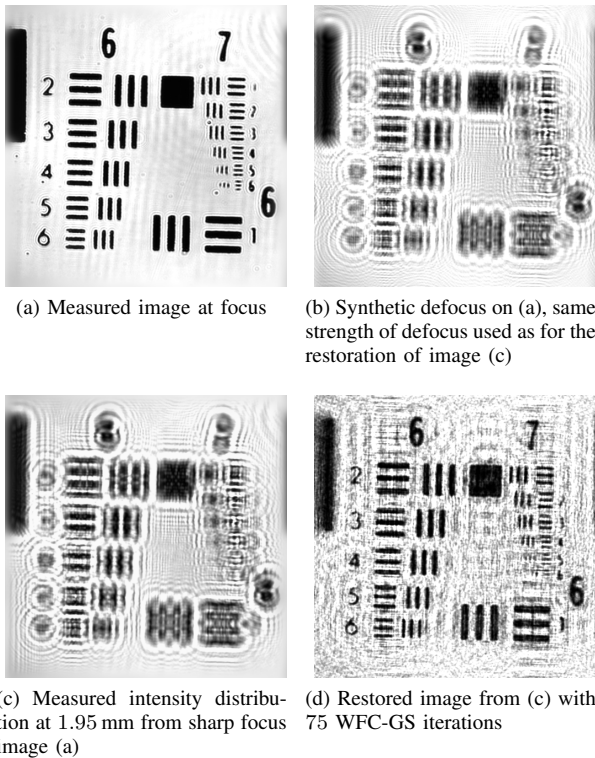 6 7
2 1
2
3 3
4 4
5
5 6
6
6 1
(a) Measured image at focus
(b) Synthetic defocus on (a), same
strength of defocus used as for the
restoration of image (c)
6 7
2
3
4
5
6
6
(c) Measured intensity distribu-
tion at 1.95 mm from sharp focus
image (a)
(d) Restored image from (c) with
75 WFC-GS iterations